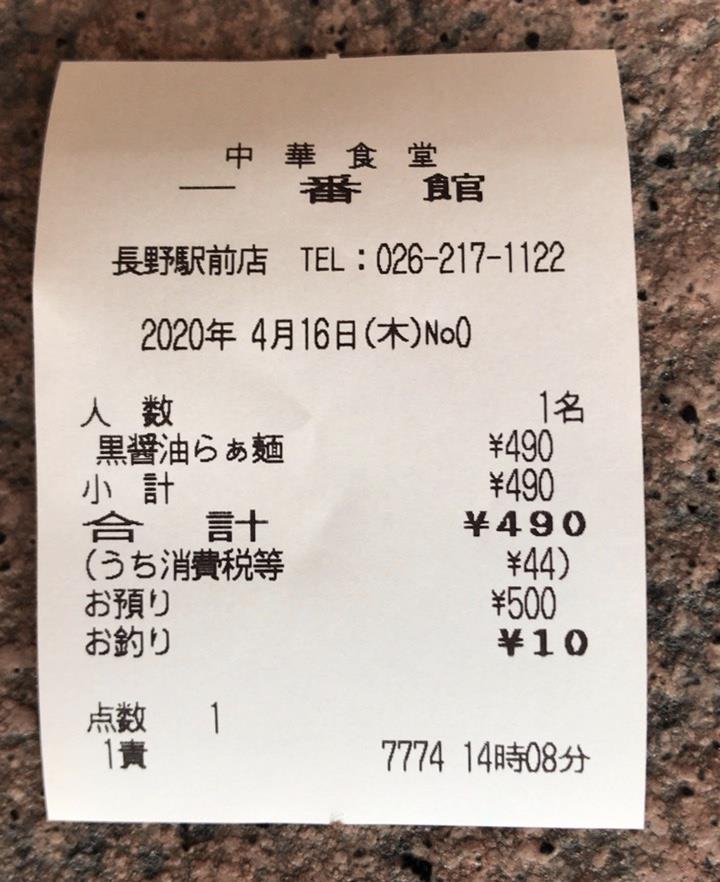 中華食堂
一番館
長野駅前店 TEL：026-217-1122
2020年 4月16日(木)No0
人 数 1名
黒醤油らぁ麺 ¥490
小 計 ¥490
合 計 ¥490
(うち消費税等 ¥44)
お預り ¥500
お釣り ¥10
点数 1
1責 7774 14時08分